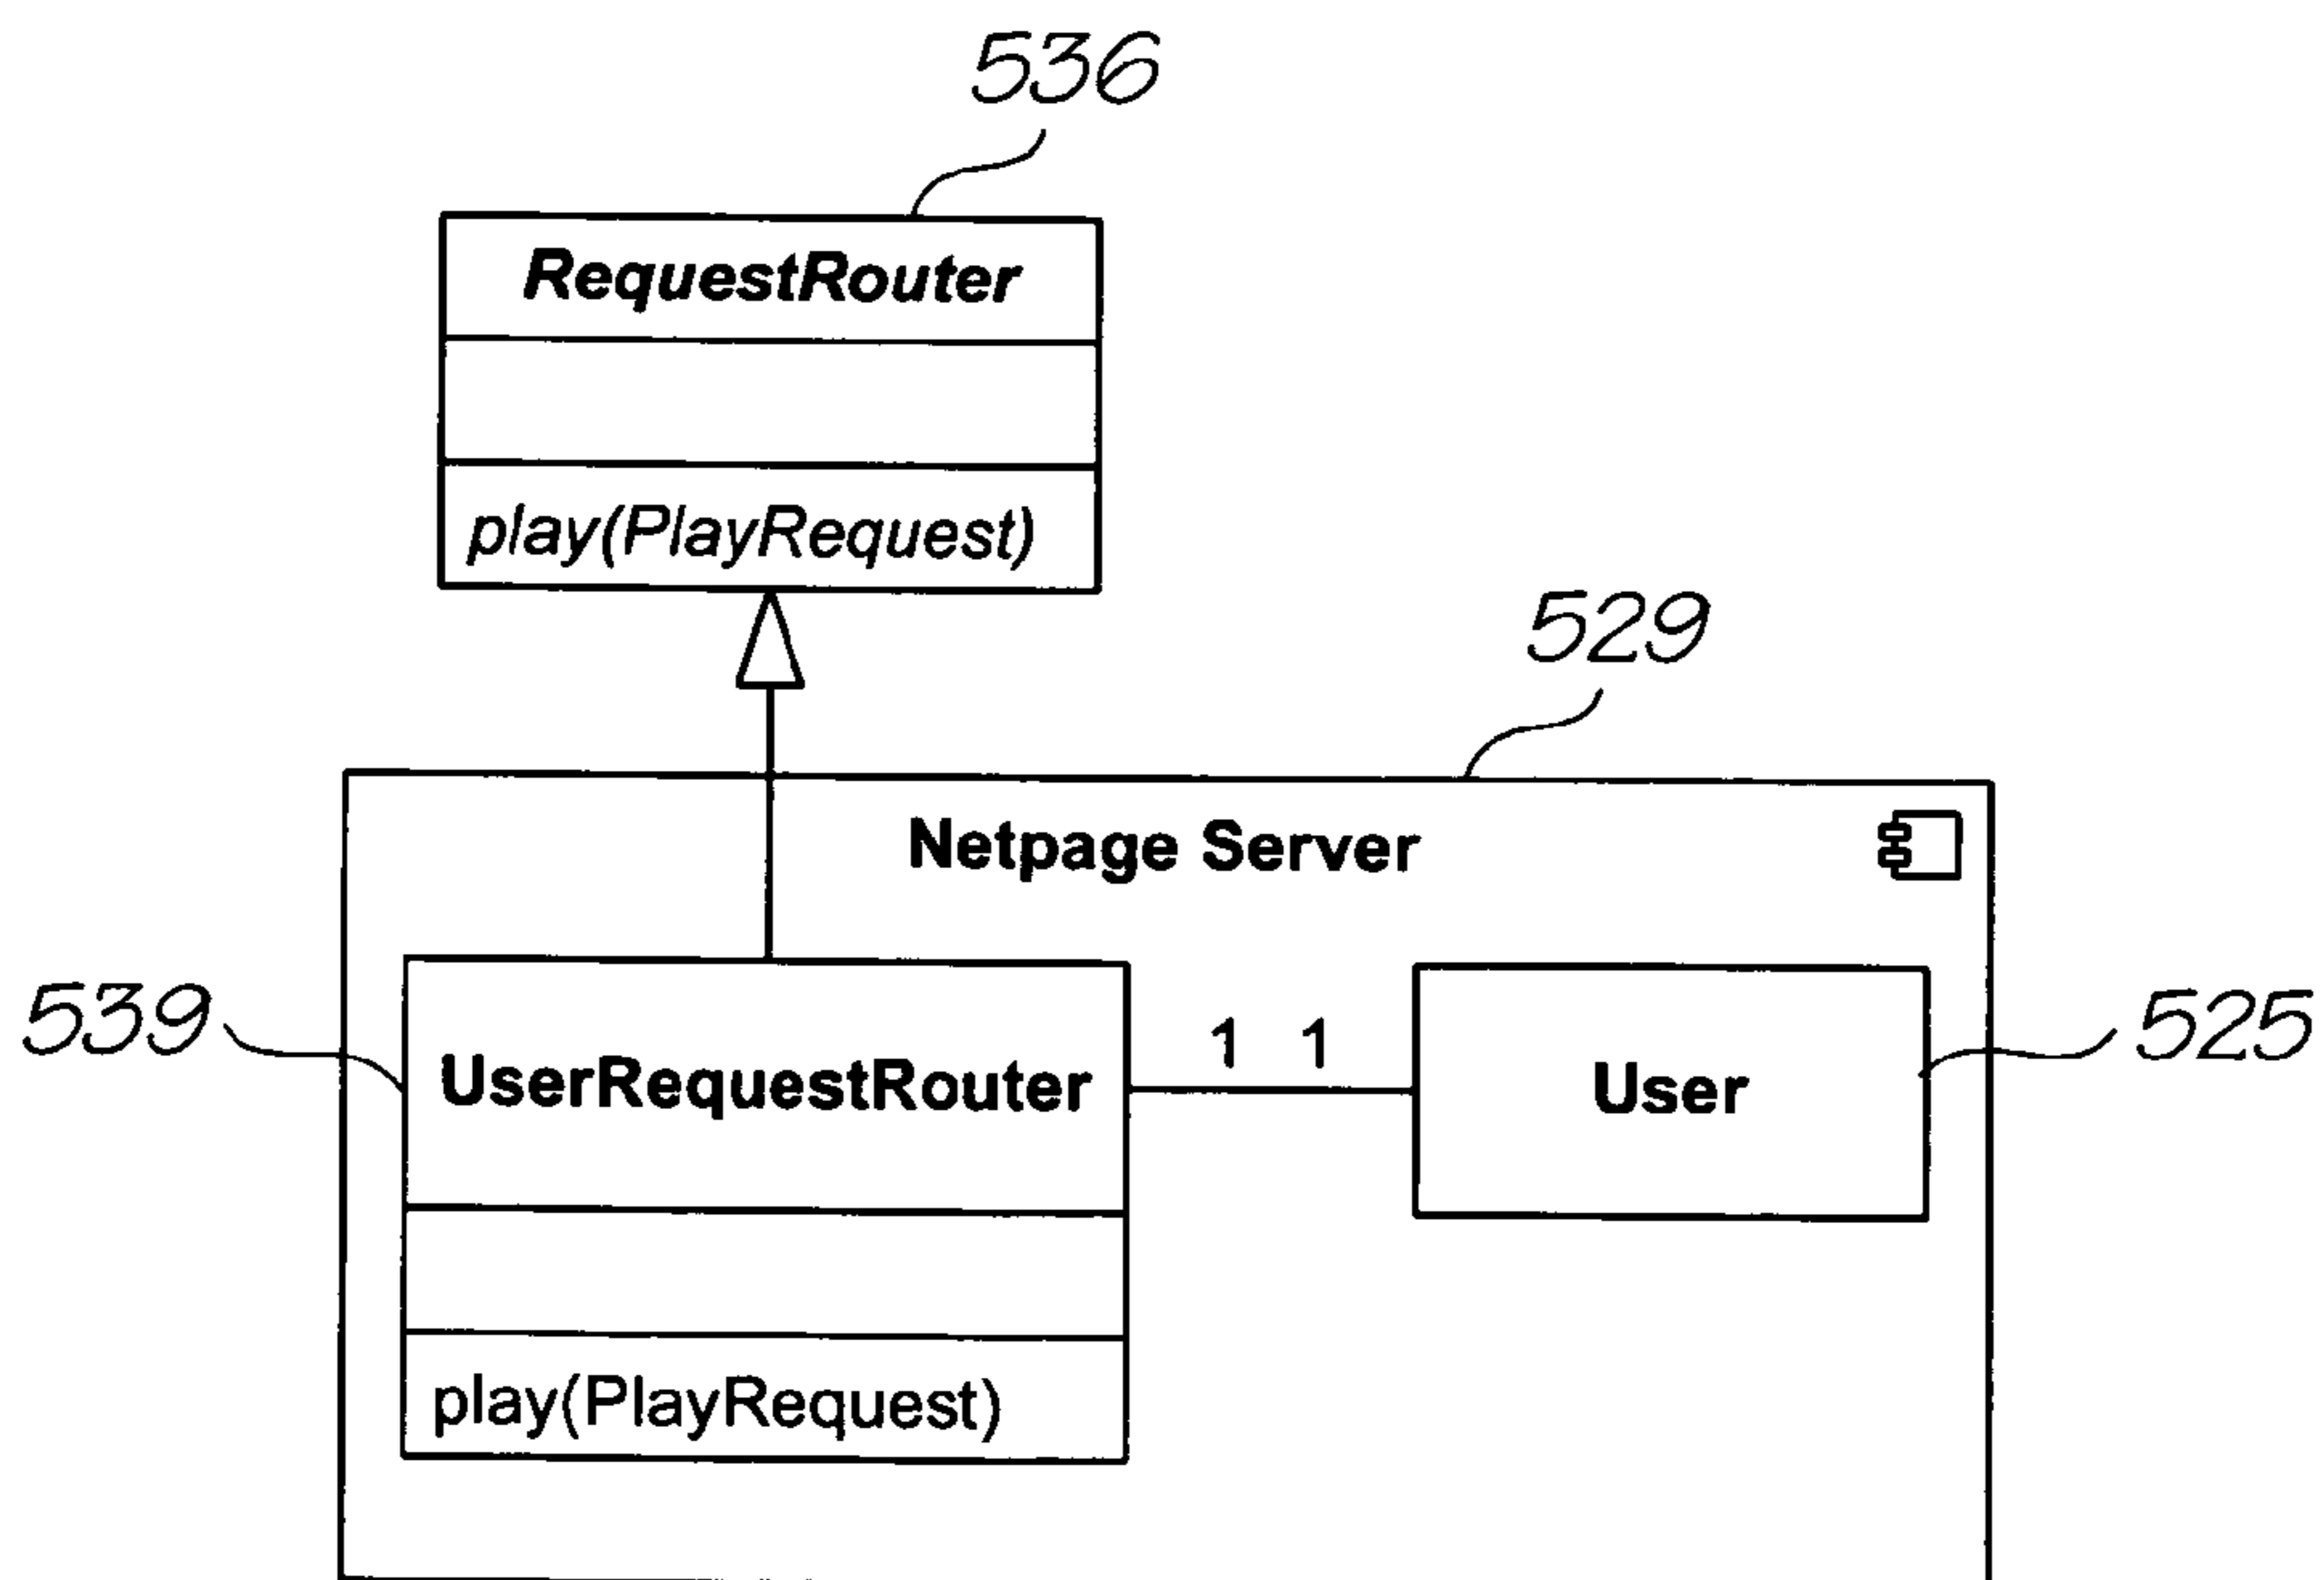 536
RequestRouter
play(PlayRequest)
529
Netpage Server
539
UserRequestRouter
1 1
User
525
play(PlayRequest)